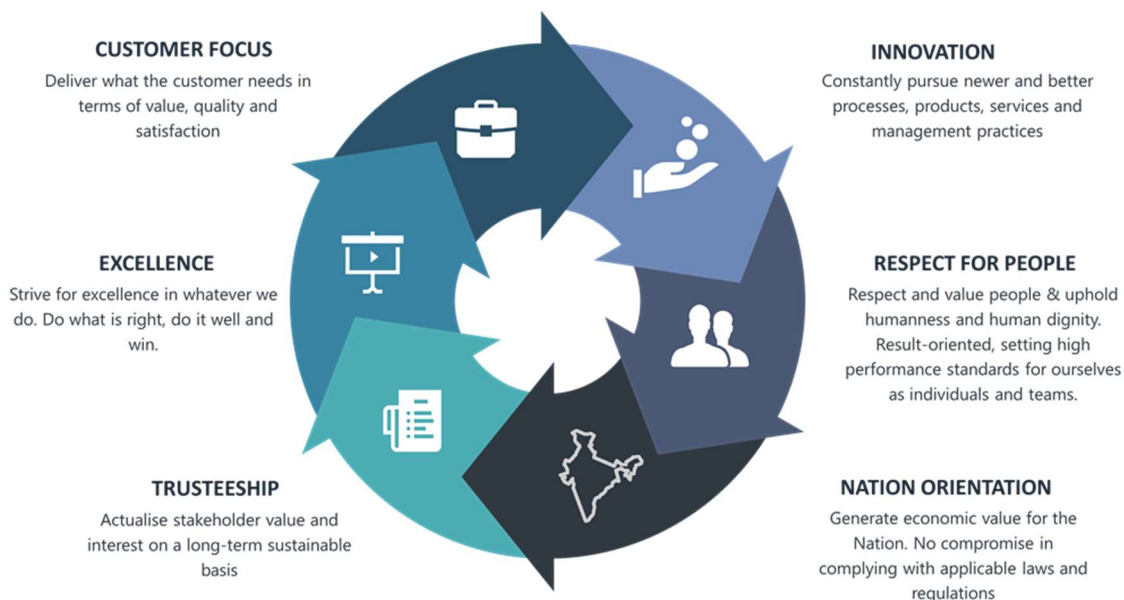 CUSTOMER FOCUS
Deliver what the customer needs in
terms of value, quality and
satisfaction
INNOVATION
Constantly pursue newer and better
processes, products, services and
management practices
EXCELLENCE
Strive for excellence in whatever we
do. Do what is right, do it well and
win.
RESPECT FOR PEOPLE
Respect and value people & uphold
humanness and human dignity.
Result-oriented, setting high
performance standards for ourselves
as individuals and teams.
TRUSTEESHIP
Actualise stakeholder value and
interest on a long-term sustainable
basis
NATION ORIENTATION
Generate economic value for the
Nation. No compromise in
complying with applicable laws and
regulations